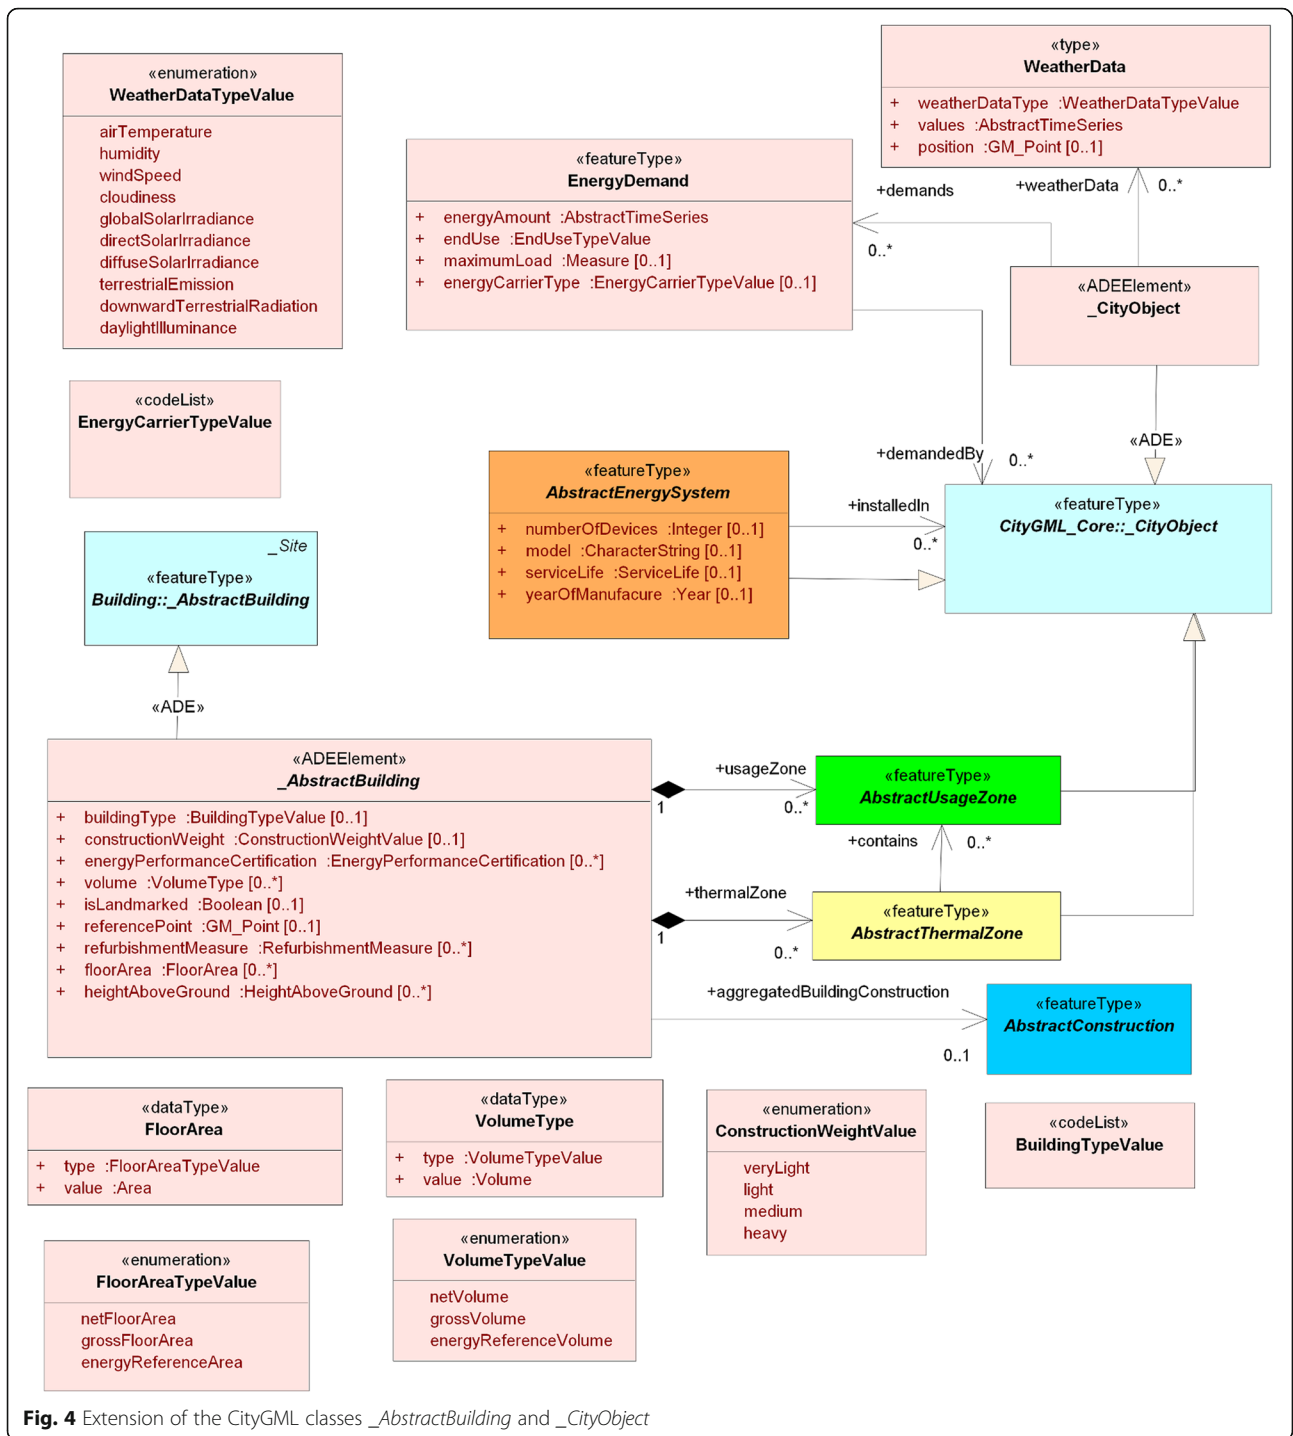 «enumeration»
WeatherDataTypeValue
airTemperature
humidity
windSpeed
cloudiness
globalSolarIrradiance
directSolarIrradiance
diffuseSolarIrradiance
terrestrialEmission
downwardTerrestrialRadiation
daylightIlluminance
«type»
WeatherData
+ weatherDataType :WeatherDataTypeValue
+ values :AbstractTimeSeries
+ position :GM_Point [0..1]
«featureType»
EnergyDemand
+ energyAmount :AbstractTimeSeries
+ endUse :EndUseTypeValue
+ maximumLoad :Measure [0..1]
+ energyCarrierType :EnergyCarrierTypeValue [0..1]
+demands
0..*
+weatherData
0..*
«ADEElement»
_CityObject
«codeList»
EnergyCarrierTypeValue
«ADE»
+demandedBy
0..*
«featureType»
AbstractEnergySystem
+ numberOfDevices :Integer [0..1]
+ model :CharacterString [0..1]
+ serviceLife :ServiceLife [0..1]
+ yearOfManufacure :Year [0..1]
+installedIn
0..*
«featureType»
CityGML_Core::_CityObject
_Site
«featureType»
Building::_AbstractBuilding
«ADE»
«ADEElement»
_AbstractBuilding
+ buildingType :BuildingTypeValue [0..1]
+ constructionWeight :ConstructionWeightValue [0..1]
+ energyPerformanceCertification :EnergyPerformanceCertification [0..*]
+ volume :VolumeType [0..*]
+ isLandmarked :Boolean [0..1]
+ referencePoint :GM_Point [0..1]
+ refurbishmentMeasure :RefurbishmentMeasure [0..*]
+ floorArea :FloorArea [0..*]
+ heightAboveGround :HeightAboveGround [0..*]
+usageZone
1
0..*
«featureType»
AbstractUsageZone
+contains
0..*
+thermalZone
1
0..*
«featureType»
AbstractThermalZone
+aggregatedBuildingConstruction
0..1
«featureType»
AbstractConstruction
«dataType»
FloorArea
+ type :FloorAreaTypeValue
+ value :Area
«dataType»
VolumeType
+ type :VolumeTypeValue
+ value :Volume
«enumeration»
ConstructionWeightValue
veryLight
light
medium
heavy
«codeList»
BuildingTypeValue
«enumeration»
FloorAreaTypeValue
netFloorArea
grossFloorArea
energyReferenceArea
«enumeration»
VolumeTypeValue
netVolume
grossVolume
energyReferenceVolume
Fig. 4 Extension of the CityGML classes _AbstractBuilding and _CityObject